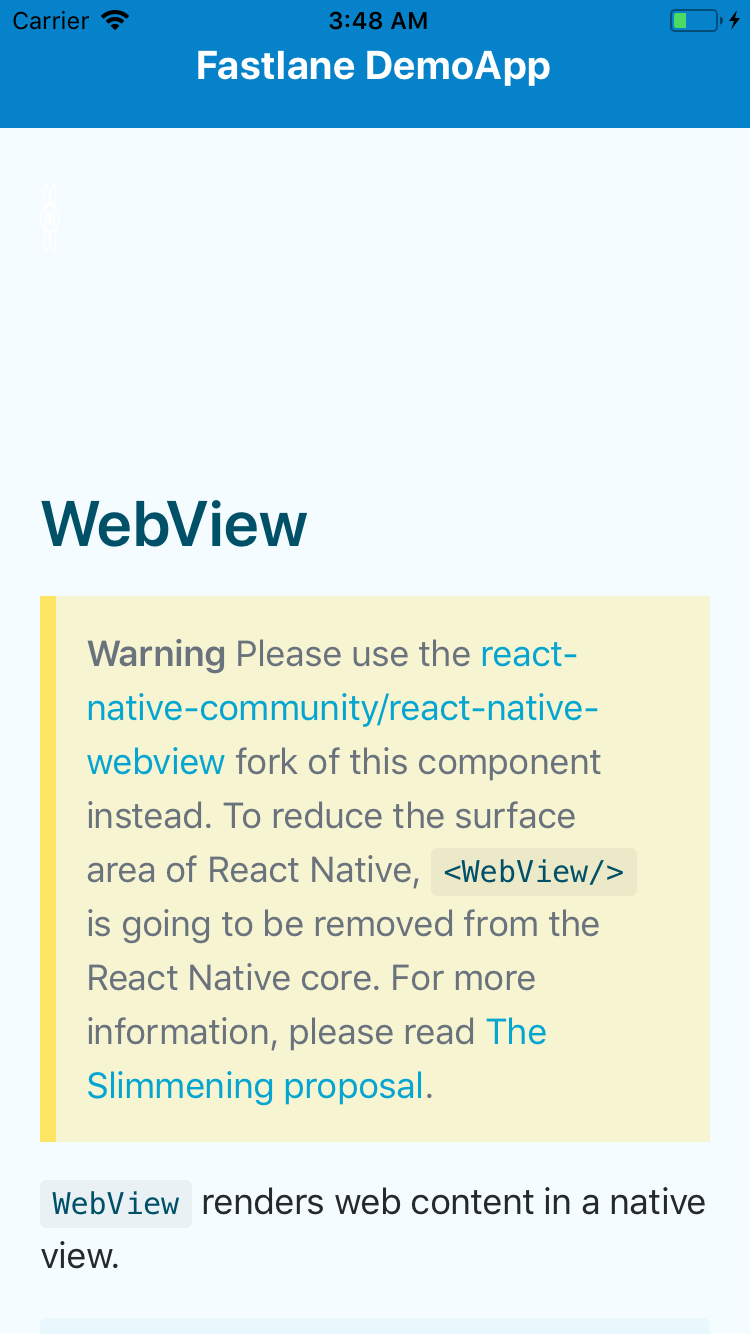 Carrier 3:48 AM
Fastlane DemoApp
WebView
Warning Please use the react-
native-community/react-native-
webview fork of this component
instead. To reduce the surface
area of React Native, <WebView/>
is going to be removed from the
React Native core. For more
information, please read The
Slimmening proposal.
WebView renders web content in a native
view.